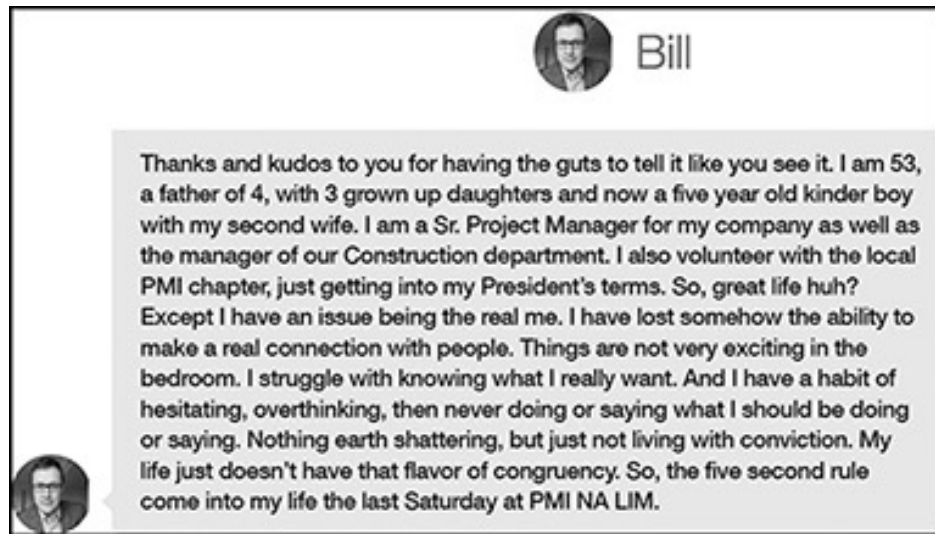 Bill
Thanks and kudos to you for having the guts to tell it like you see it. I am 53,
a father of 4, with 3 grown up daughters and now a five year old kinder boy
with my second wife. I am a Sr. Project Manager for my company as well as
the manager of our Construction department. I also volunteer with the local
PMI chapter, just getting into my President's terms. So, great life huh?
Except I have an issue being the real me. I have lost somehow the ability to
make a real connection with people. Things are not very exciting in the
bedroom. I struggle with knowing what I really want. And I have a habit of
hesitating, overthinking, then never doing or saying what I should be doing
or saying. Nothing earth shattering, but just not living with conviction. My
life just doesn't have that flavor of congruency. So, the five second rule
come into my life the last Saturday at PMI NA LIM.